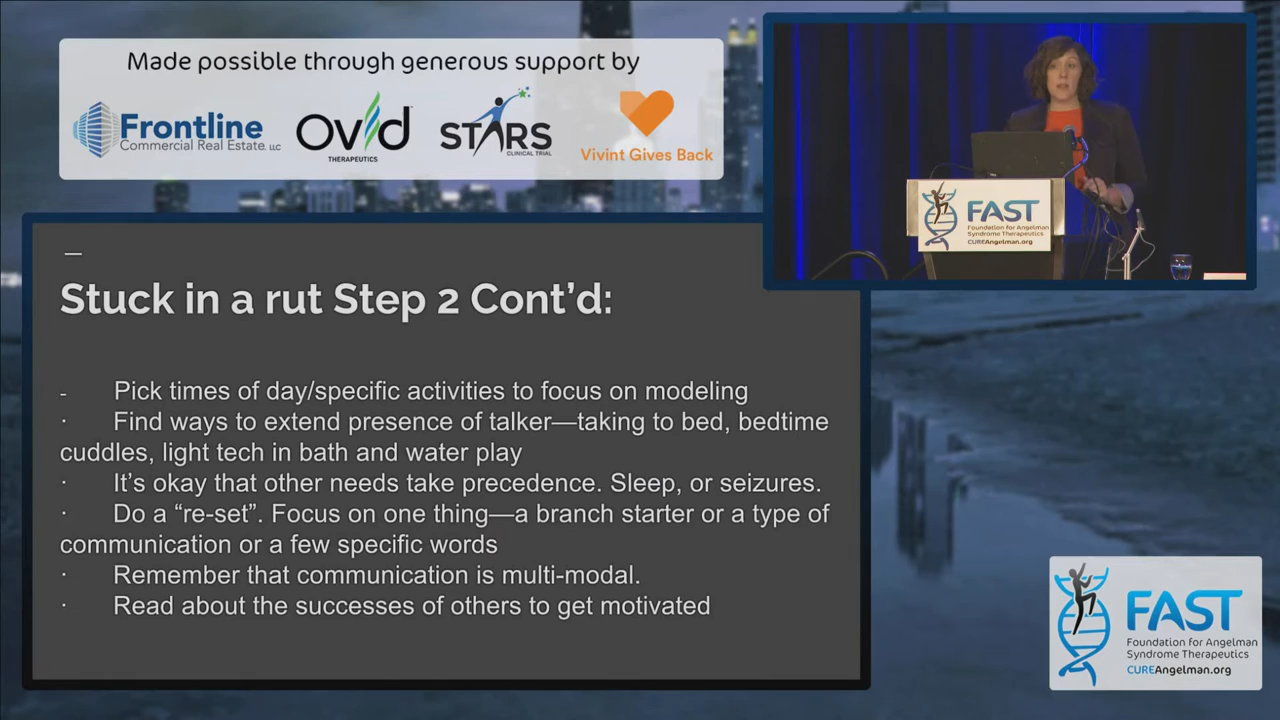 Made possible through generous support by
Frontline
Commercial Real Estate, LLC
OVID
THERAPEUTICS
STARS
CLINICAL TRIAL
Vivint Gives Back
FAST
Foundation for Angelman
Syndrome Therapeutics
CUREAngelman.org
Stuck in a rut Step 2 Cont’d:
- Pick times of day/specific activities to focus on modeling
· Find ways to extend presence of talker—taking to bed, bedtime
cuddles, light tech in bath and water play
· It’s okay that other needs take precedence. Sleep, or seizures.
· Do a “re-set”. Focus on one thing—a branch starter or a type of
communication or a few specific words
· Remember that communication is multi-modal.
· Read about the successes of others to get motivated
FAST
Foundation for Angelman
Syndrome Therapeutics
CUREAngelman.org